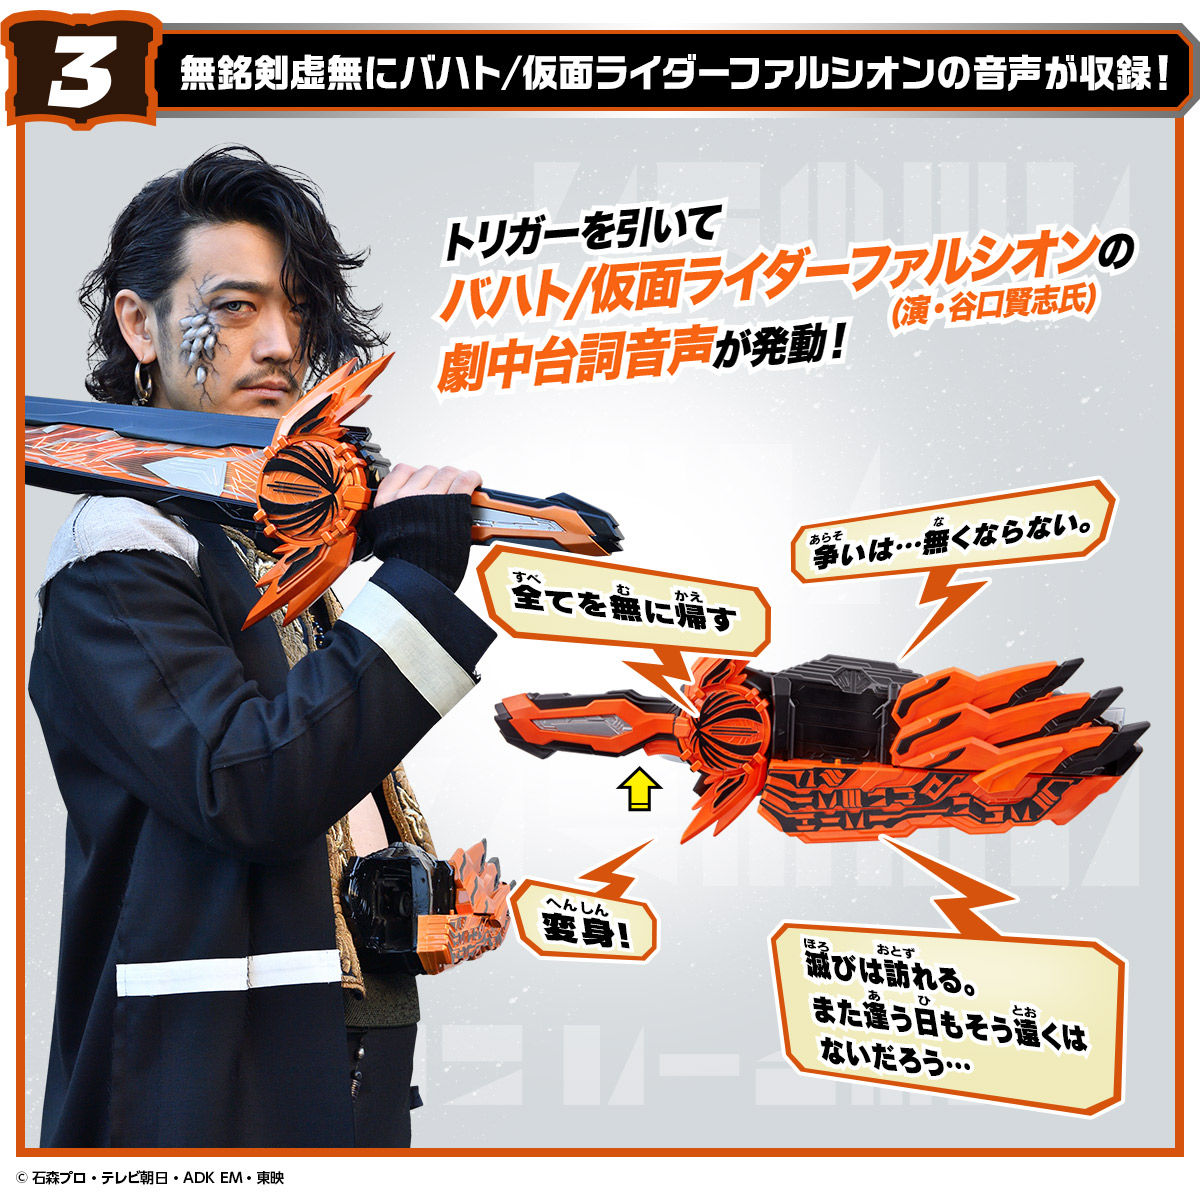 3
無銘剣虚無にバハト/仮面ライダーファルシオンの音声が収録！
トリガーを引いて
バハト/仮面ライダーファルシオンの
(演・谷口賢志氏)
劇中台詞音声が発動！
あらそ な
争いは…無くならない。
すべ む かえ
全てを無に帰す
へんしん
変身！
ほろ おとず
滅びは訪れる。
あ ひ とお
また逢う日もそう遠くは
ないだろう…
© 石森プロ・テレビ朝日・ADK EM・東映